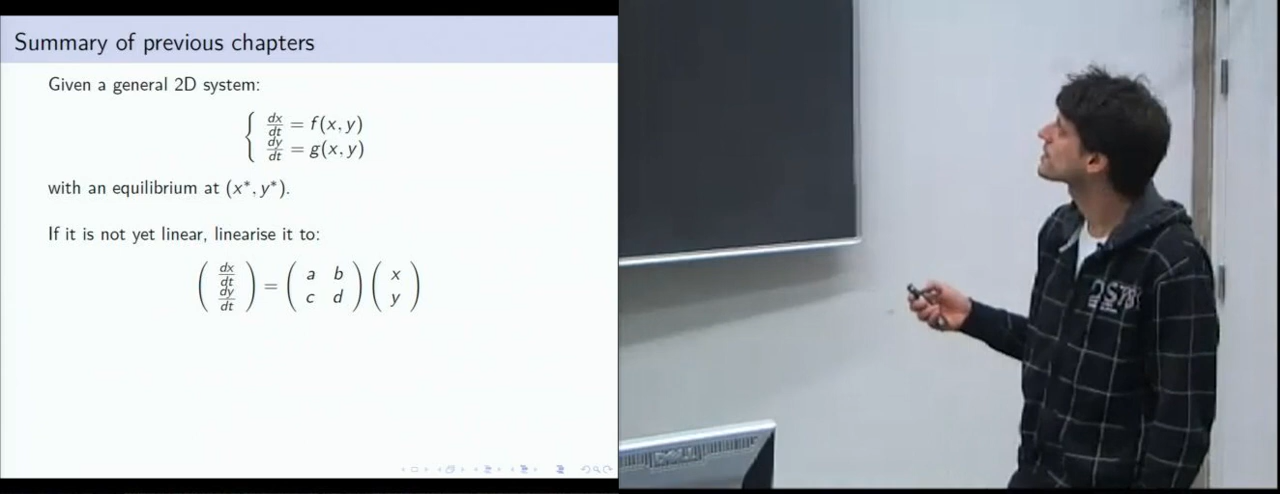 Summary of previous chapters
Given a general 2D system:
{ dx/dt = f(x, y)
dy/dt = g(x, y)
with an equilibrium at (x*, y*).
If it is not yet linear, linearise it to:
( dx/dt dy/dt ) = ( a b c d ) ( x y )
DELL